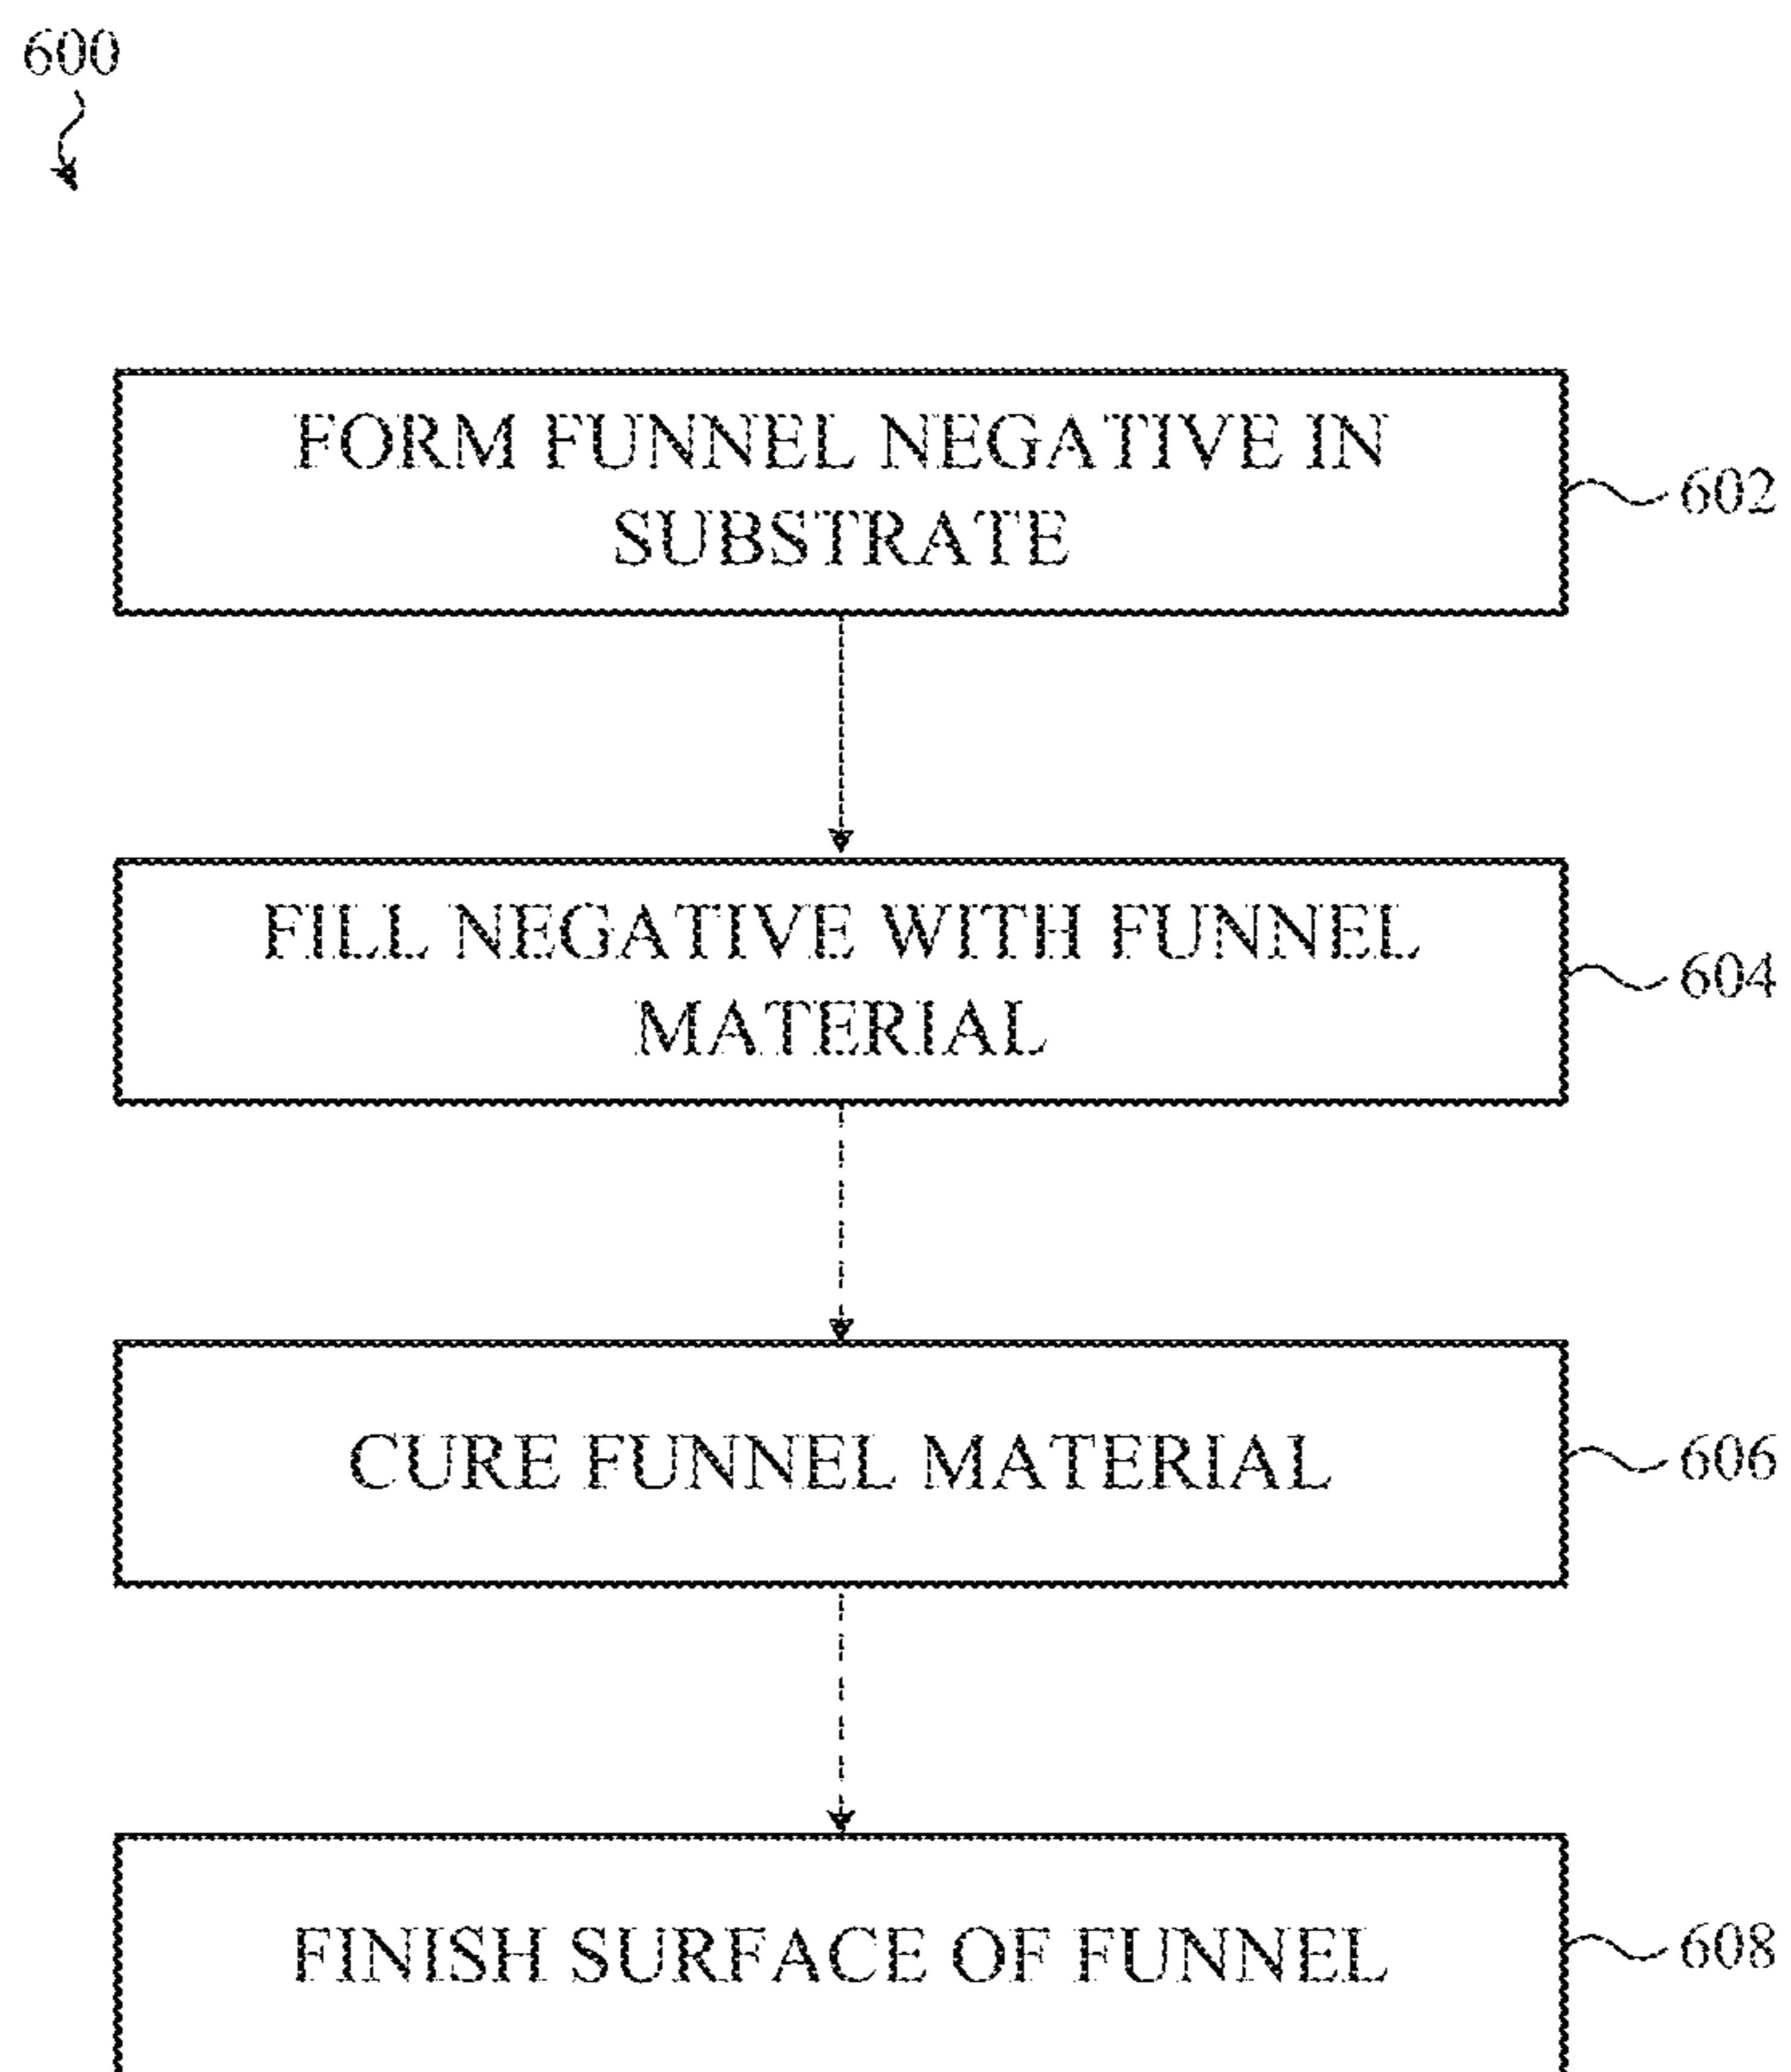 600
FORM FUNNEL NEGATIVE IN
SUBSTRATE
602
FILL NEGATIVE WITH FUNNEL
MATERIAL
604
CURE FUNNEL MATERIAL
606
FINISH SURFACE OF FUNNEL
608